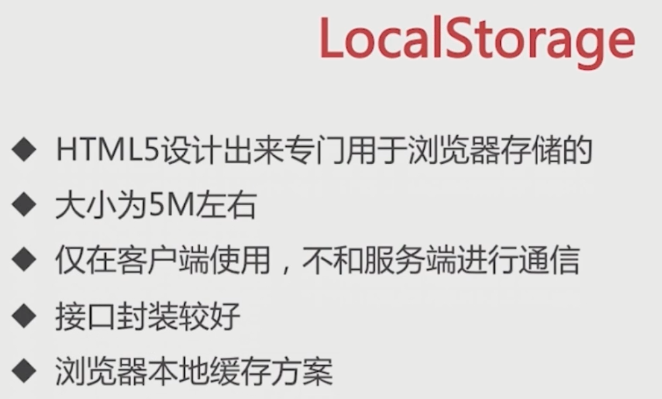 LocalStorage
◆ HTML5设计出来专门用于浏览器存储的
◆ 大小为5M左右
◆ 仅在客户端使用，不和服务端进行通信
◆ 接口封装较好
◆ 浏览器本地缓存方案